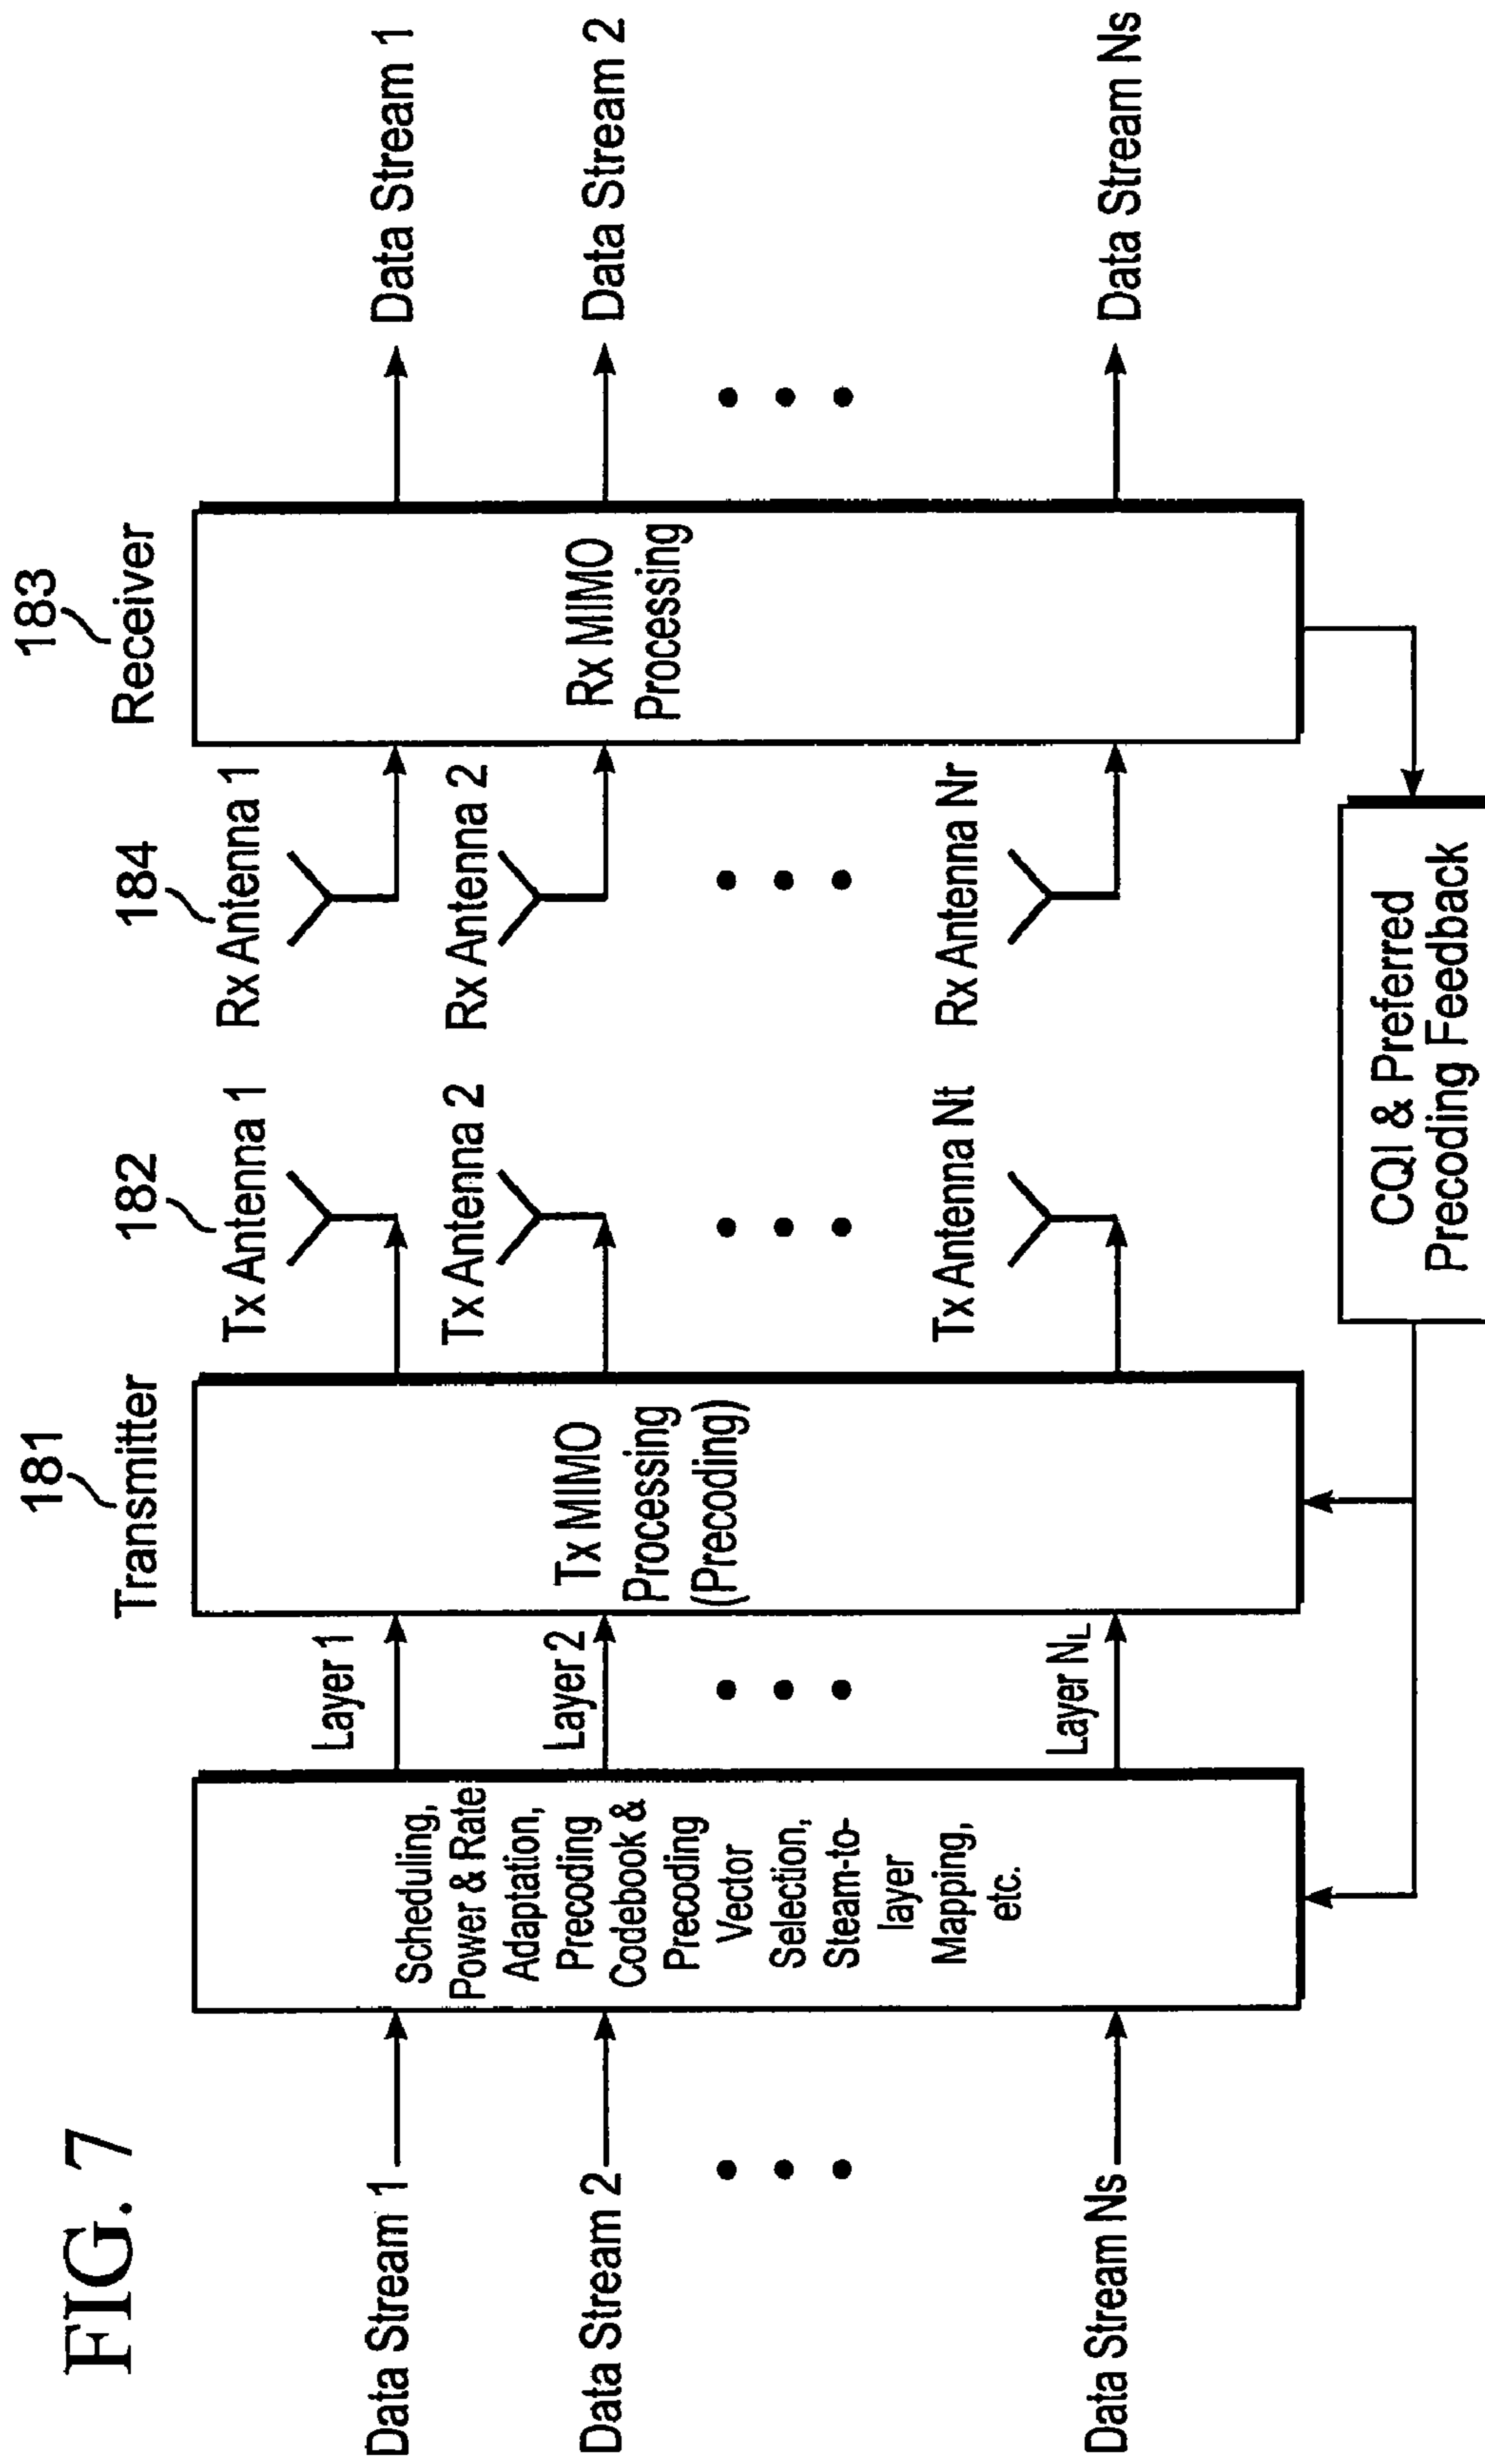 FIG. 7
Data Stream 1
Data Stream 2
Data Stream Ns
Scheduling,
Power & Rate
Adaptation,
Precoding
Codebook &
Precoding
Vector
Selection,
Steam-to-
layer
Mapping,
etc.
Layer 1
Layer 2
Layer NL
181
Transmitter
Tx MIMO
Processing
(Precoding)
182
Tx Antenna 1
Tx Antenna 2
Tx Antenna Nt
184
Rx Antenna 1
Rx Antenna 2
Rx Antenna Nr
183
Receiver
Rx MIMO
Processing
Data Stream 1
Data Stream 2
Data Stream Ns
CQI & Preferred
Precoding Feedback